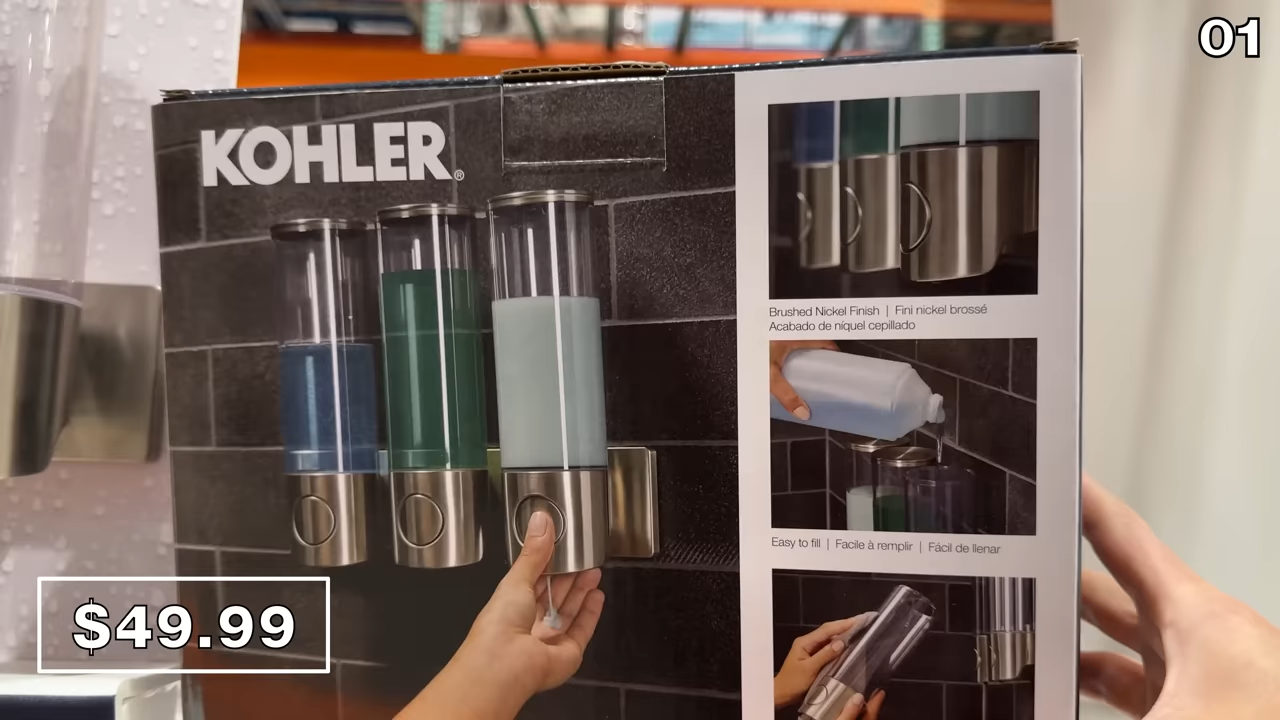 01
KOHLER®
Brushed Nickel Finish | Fini nickel brossé
Acabado de níquel cepillado
Easy to fill | Facile à remplir | Fácil de llenar
$49.99